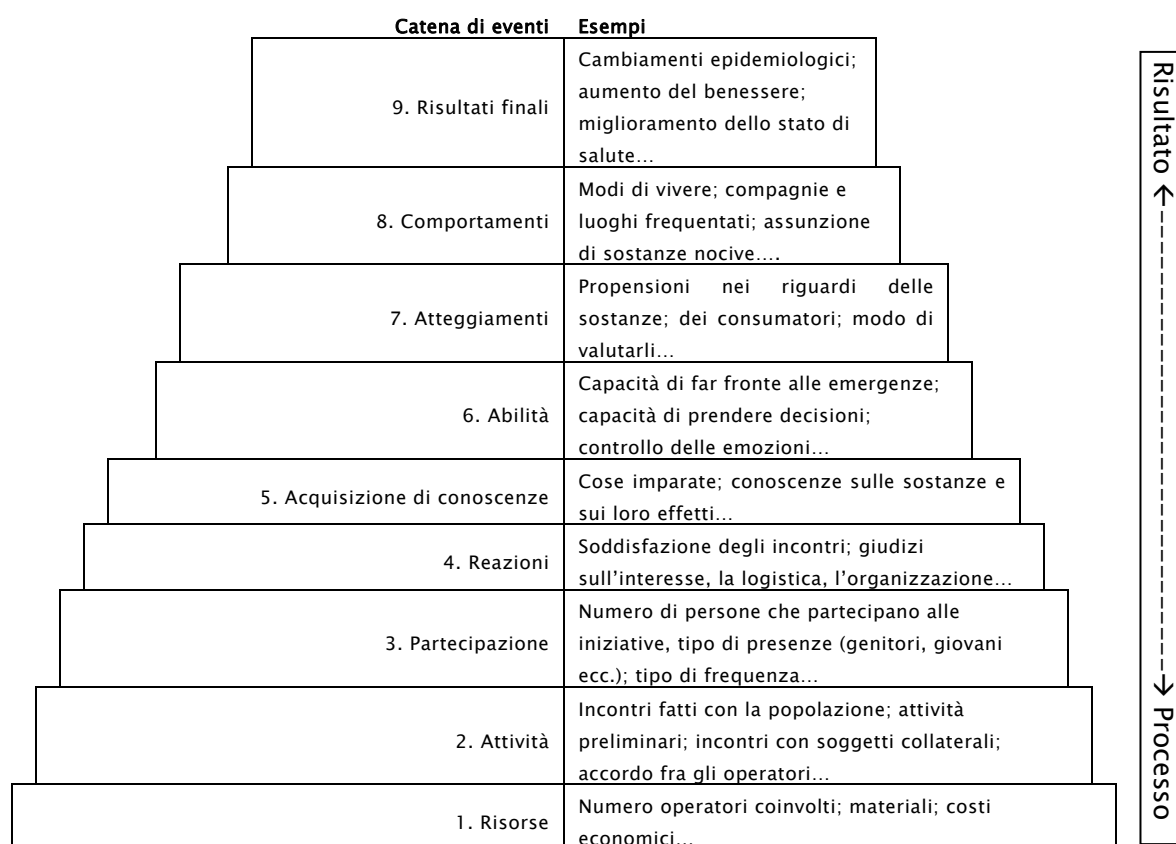 Catena di eventi Esempi
9. Risultati finali
Cambiamenti epidemiologici;
aumento del benessere;
miglioramento dello stato di
salute…
8. Comportamenti
Modi di vivere; compagnie e
luoghi frequentati; assunzione
di sostanze nocive….
7. Atteggiamenti
Propensioni nei riguardi delle
sostanze; dei consumatori; modo di
valutarli…
6. Abilità
Capacità di far fronte alle emergenze;
capacità di prendere decisioni;
controllo delle emozioni…
5. Acquisizione di conoscenze
Cose imparate; conoscenze sulle sostanze e
sui loro effetti…
4. Reazioni
Soddisfazione degli incontri; giudizi
sull’interesse, la logistica, l’organizzazione…
3. Partecipazione
Numero di persone che partecipano alle
iniziative, tipo di presenze (genitori, giovani
ecc.); tipo di frequenza…
2. Attività
Incontri fatti con la popolazione; attività
preliminari; incontri con soggetti collaterali;
accordo fra gli operatori…
1. Risorse
Numero operatori coinvolti; materiali; costi
economici…
Risultato ←------------------------------→ Processo